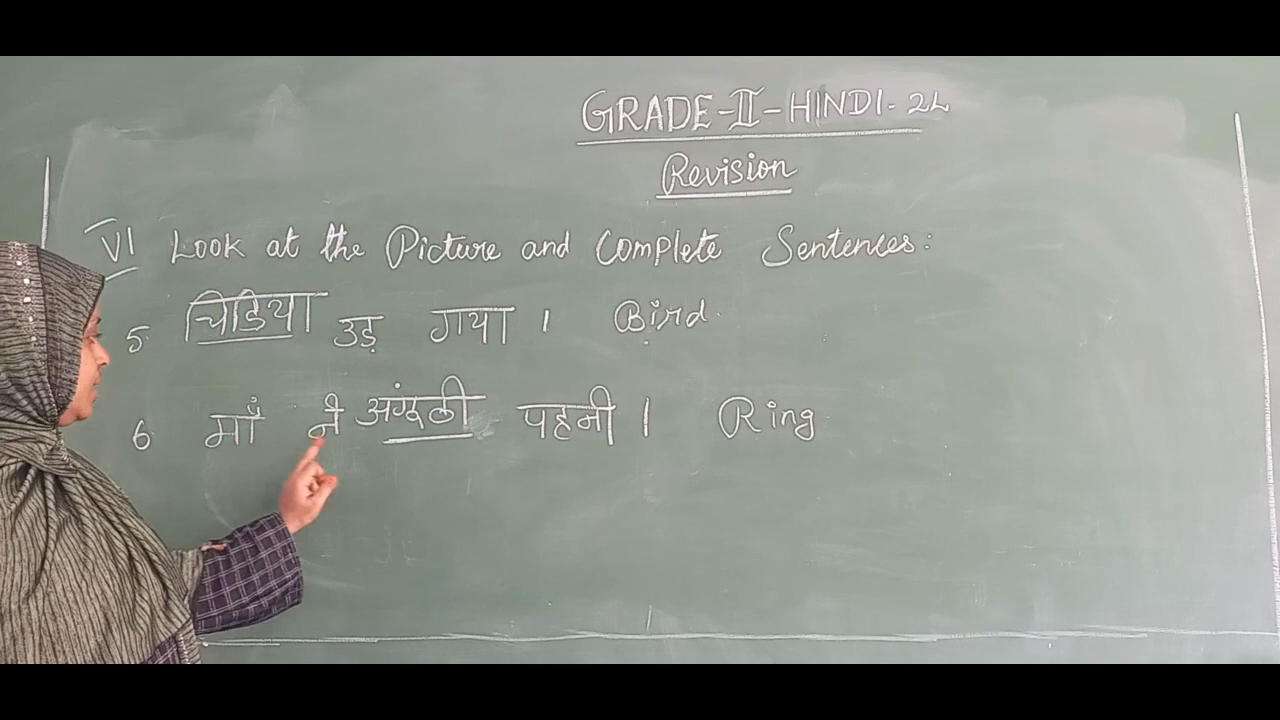 GRADE-II-HINDI-2L
Revision
VI Look at the Picture and Complete Sentences:
5 चिडिया उड़ गया । Bird.
6 माँ ने पहनी । Ring